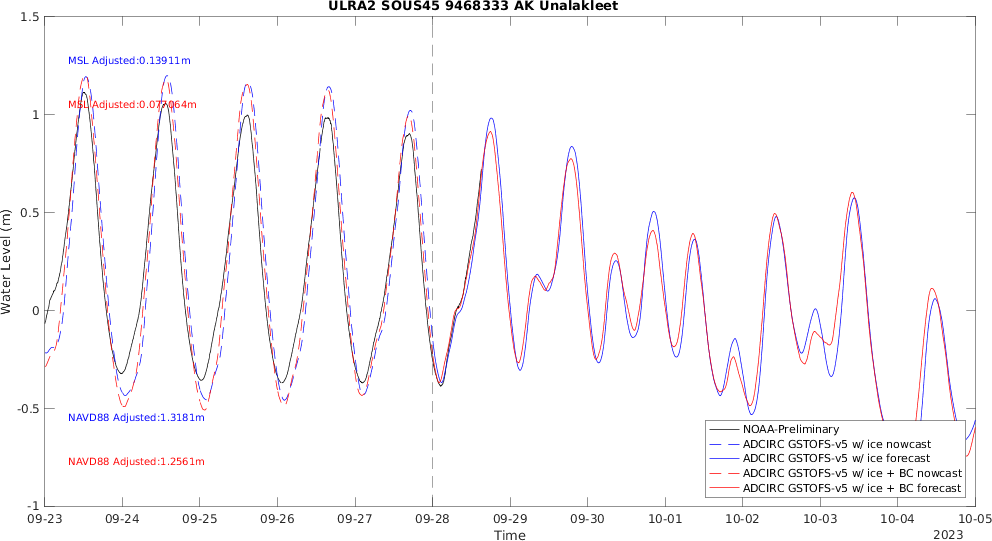 ULRA2 SOUS45 9468333 AK Unalakleet
1.5
1
0.5
0
-0.5
-1
Water Level (m)
MSL Adjusted:0.13911m
MSL Adjusted:0.077064m
NAVD88 Adjusted:1.3181m
NAVD88 Adjusted:1.2561m
NOAA-Preliminary
ADCIRC GSTOFS-v5 w/ ice nowcast
ADCIRC GSTOFS-v5 w/ ice forecast
ADCIRC GSTOFS-v5 w/ ice + BC nowcast
ADCIRC GSTOFS-v5 w/ ice + BC forecast
09-23 09-24 09-25 09-26 09-27 09-28 09-29 09-30 10-01 10-02 10-03 10-04 10-05
Time
2023